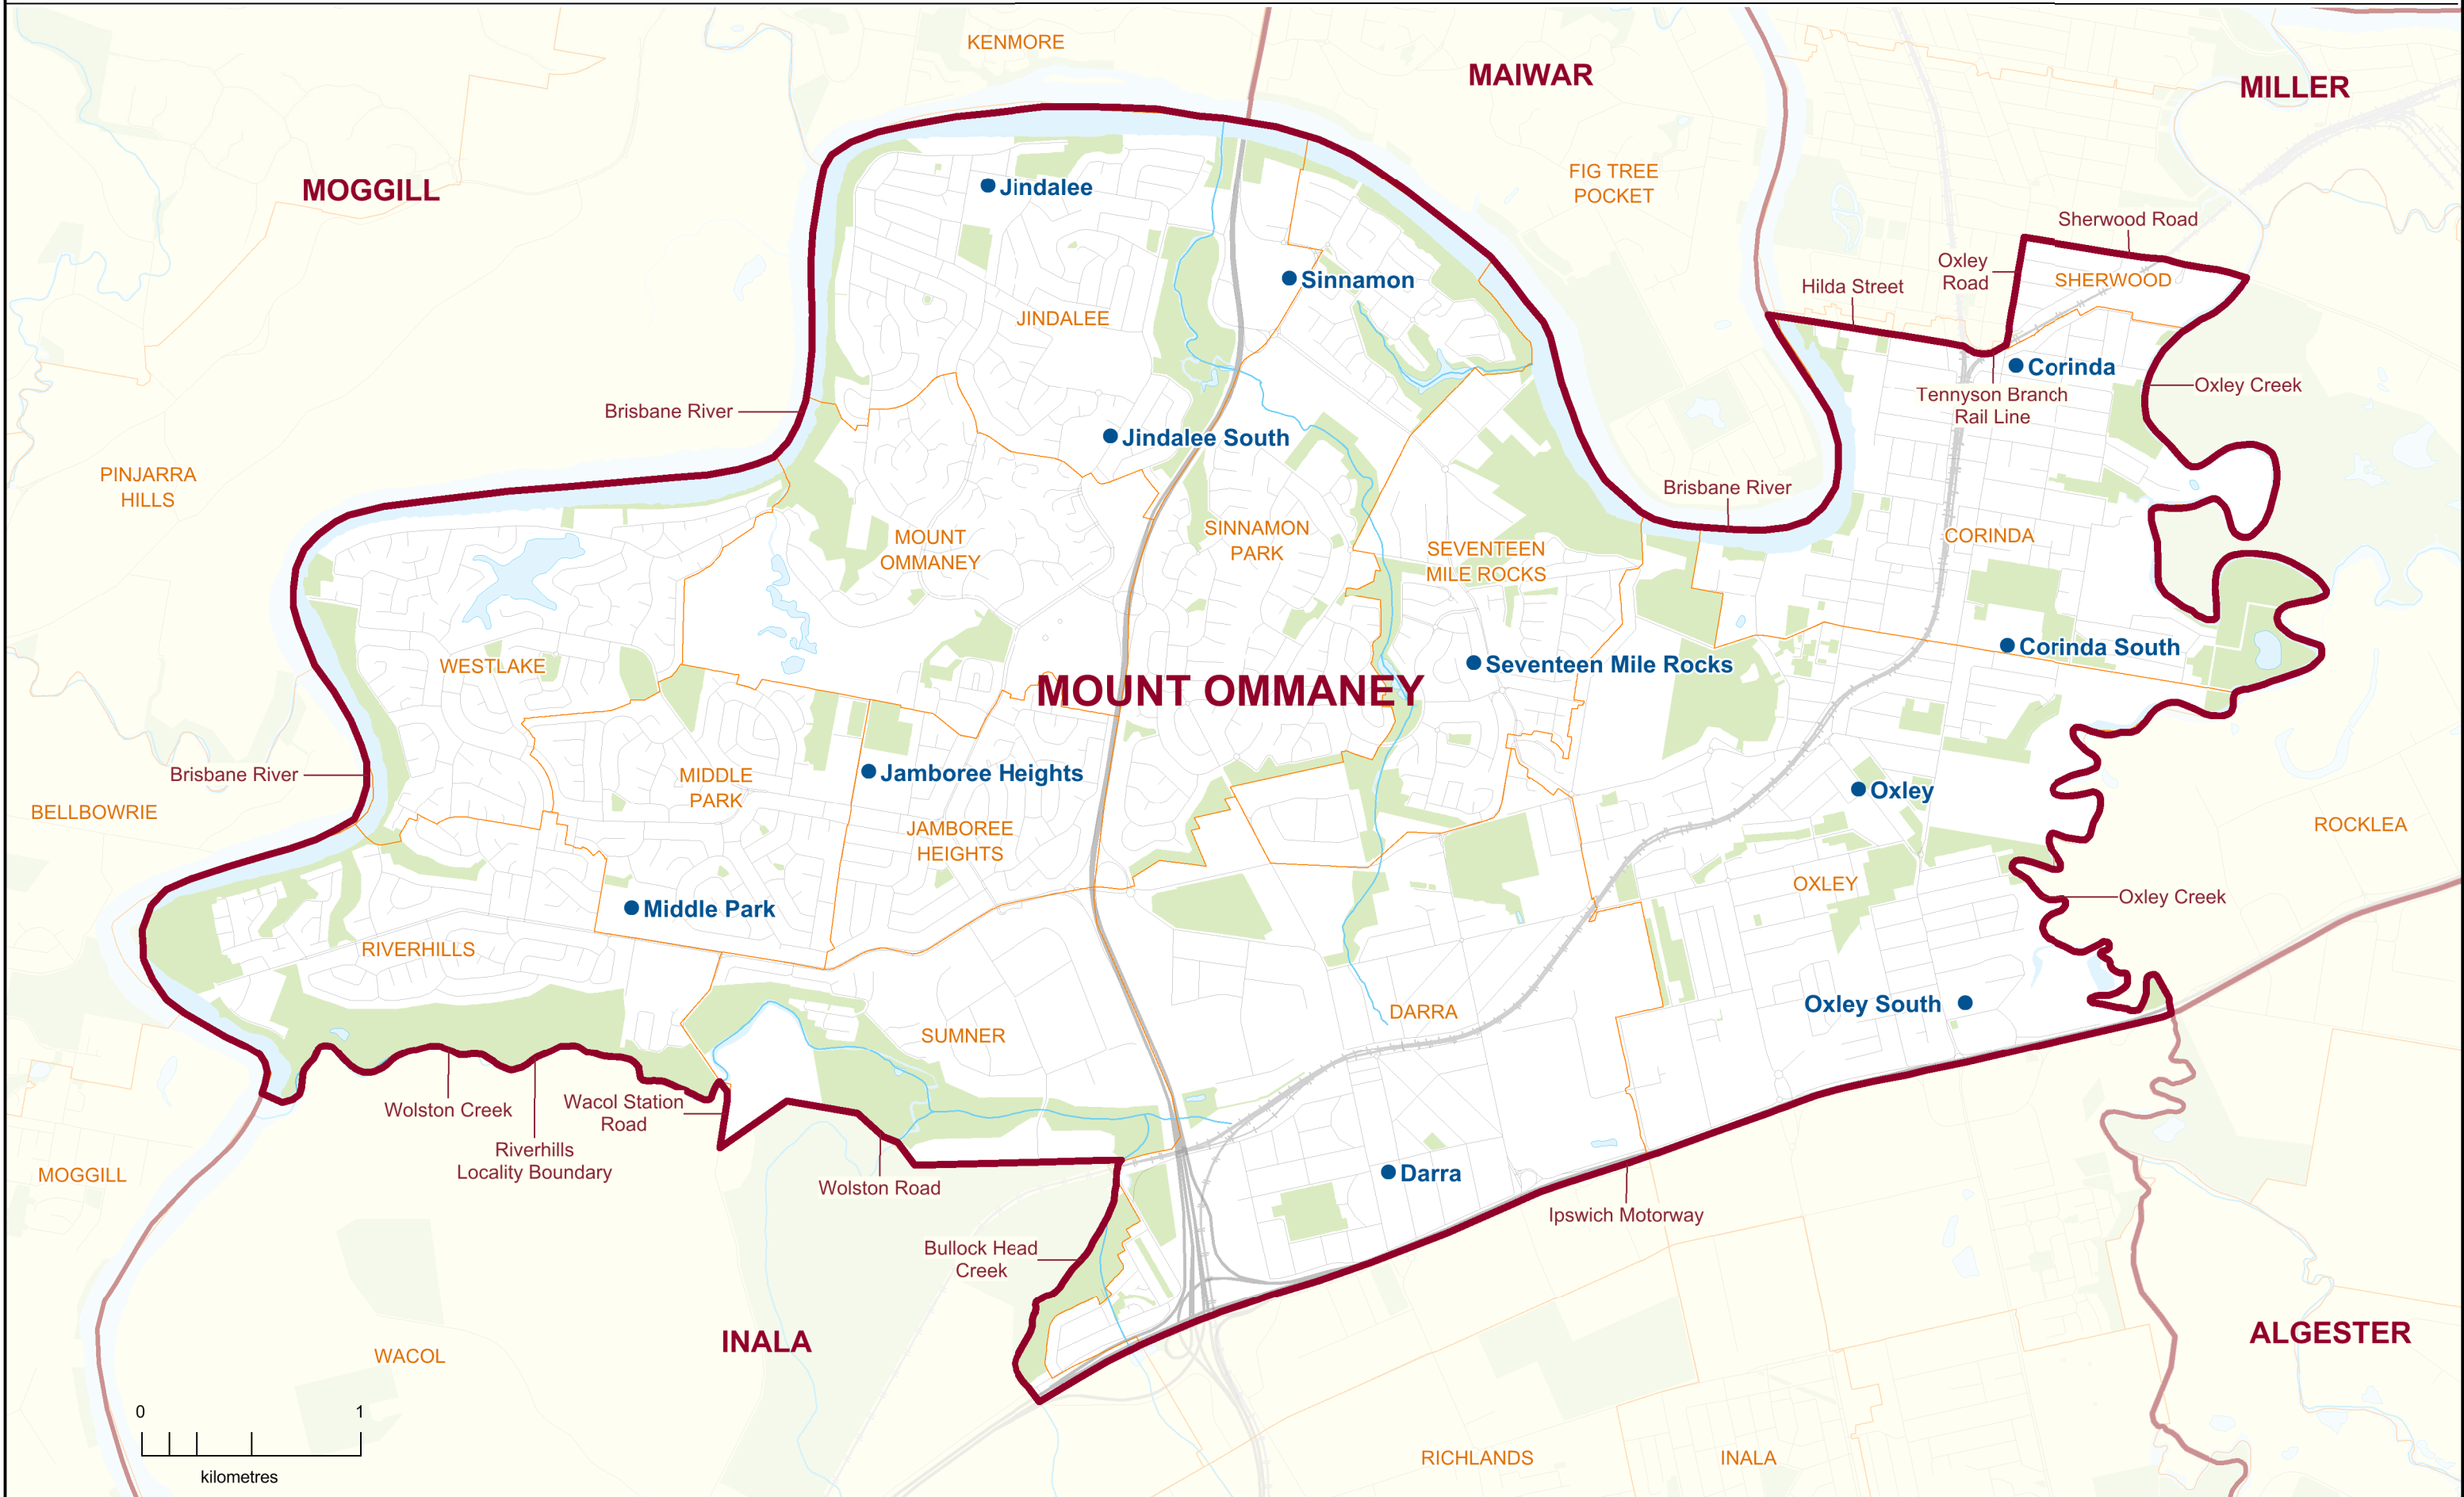 KENMORE
MAIWAR
MILLER
MOGGILL
FIG TREE
POCKET
Jindalee
Sherwood Road
Oxley
Road
SHERWOOD
Hilda Street
Sinnamon
JINDALEE
Corinda
Oxley Creek
Tennyson Branch
Rail Line
Brisbane River
Jindalee South
PINJARRA
HILLS
Brisbane River
MOUNT
OMMANEY
SINNAMON
PARK
SEVENTEEN
MILE ROCKS
CORINDA
WESTLAKE
Corinda South
Seventeen Mile Rocks
MOUNT OMMANEY
Brisbane River
MIDDLE
PARK
Jamboree Heights
Oxley
BELLBOWRIE
JAMBOREE
HEIGHTS
ROCKLEA
OXLEY
Oxley Creek
Middle Park
RIVERHILLS
Oxley South
DARRA
SUMNER
Wolston Creek
Wacol Station
Road
Riverhills
Locality Boundary
MOGGILL
Wolston Road
Darra
Ipswich Motorway
Bullock Head
Creek
INALA
ALGESTER
WACOL
0 1
kilometres
RICHLANDS
INALA